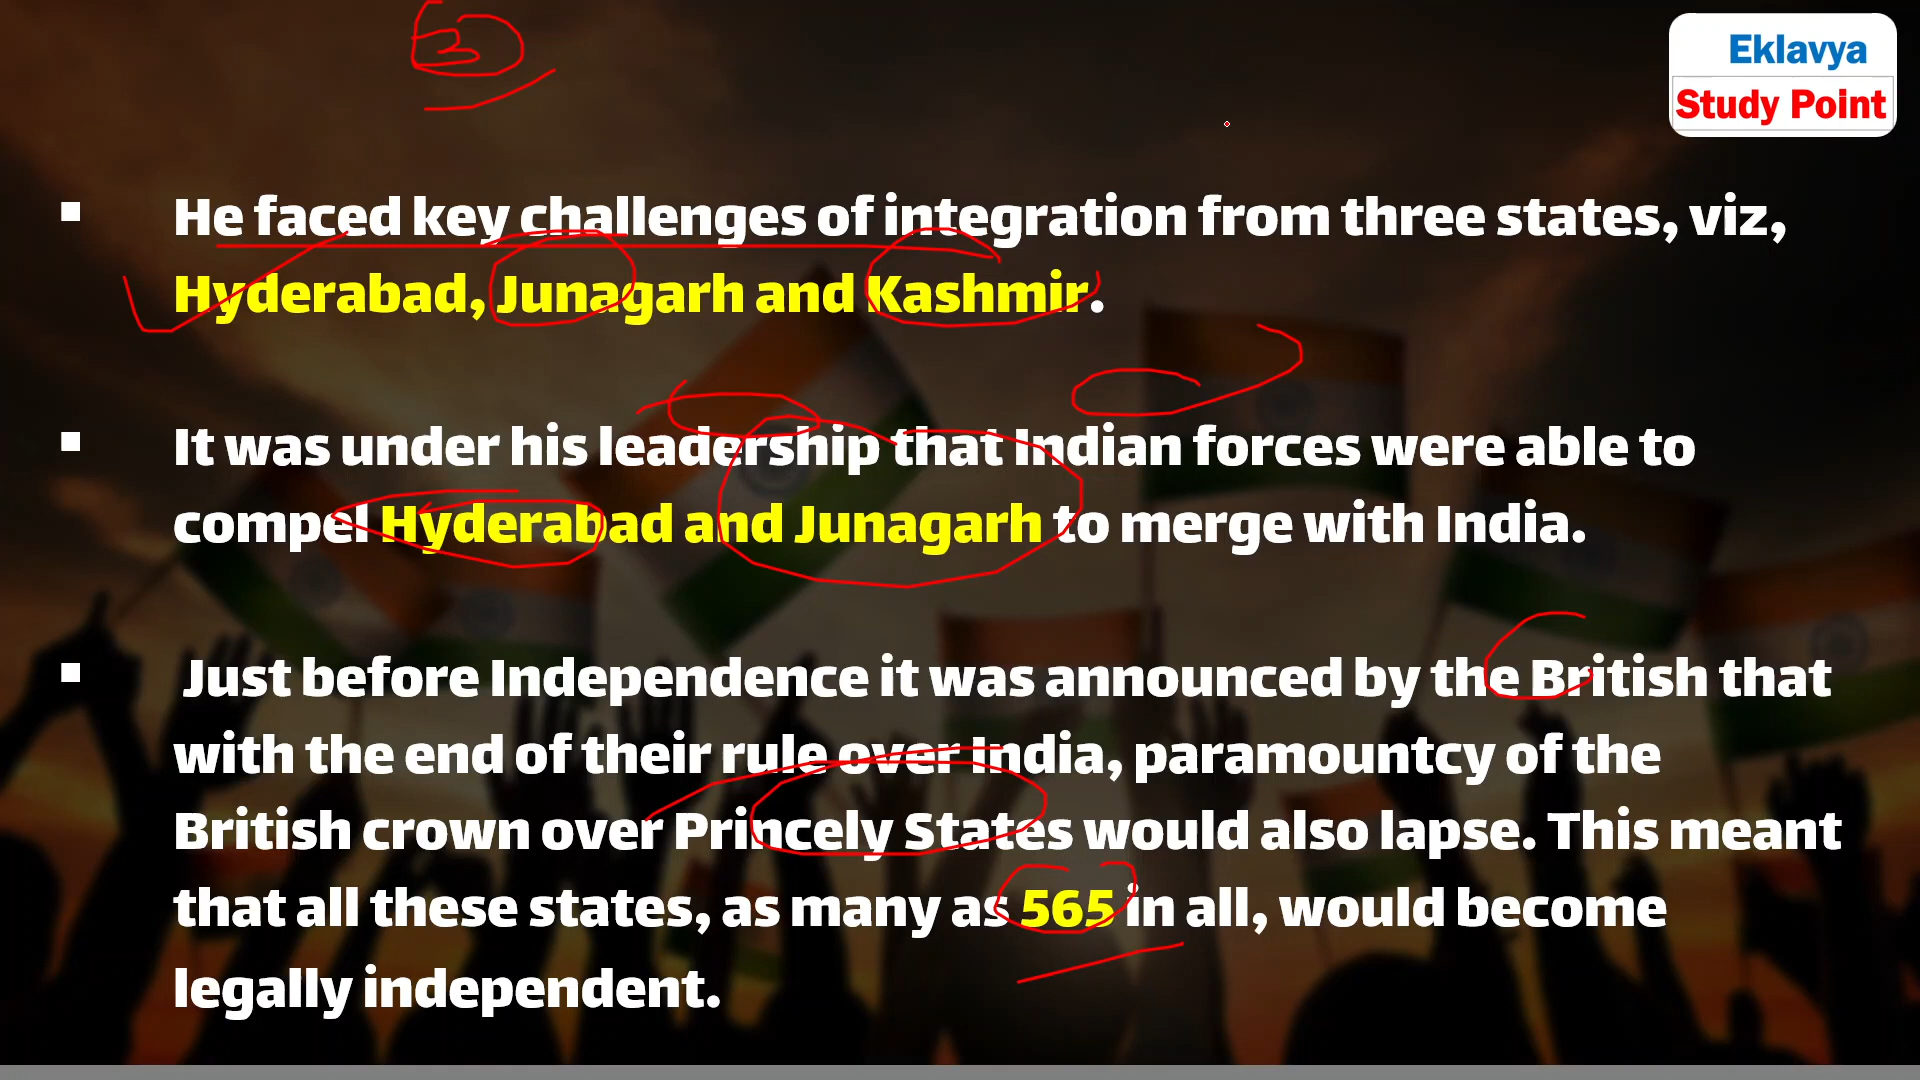 3
Eklavya
Study Point
▪ He faced key challenges of integration from three states, viz,
Hyderabad, Junagarh and Kashmir.
▪ It was under his leadership that Indian forces were able to
compel Hyderabad and Junagarh to merge with India.
▪ Just before Independence it was announced by the British that
with the end of their rule over India, paramountcy of the
British crown over Princely States would also lapse. This meant
that all these states, as many as 565 in all, would become
legally independent.